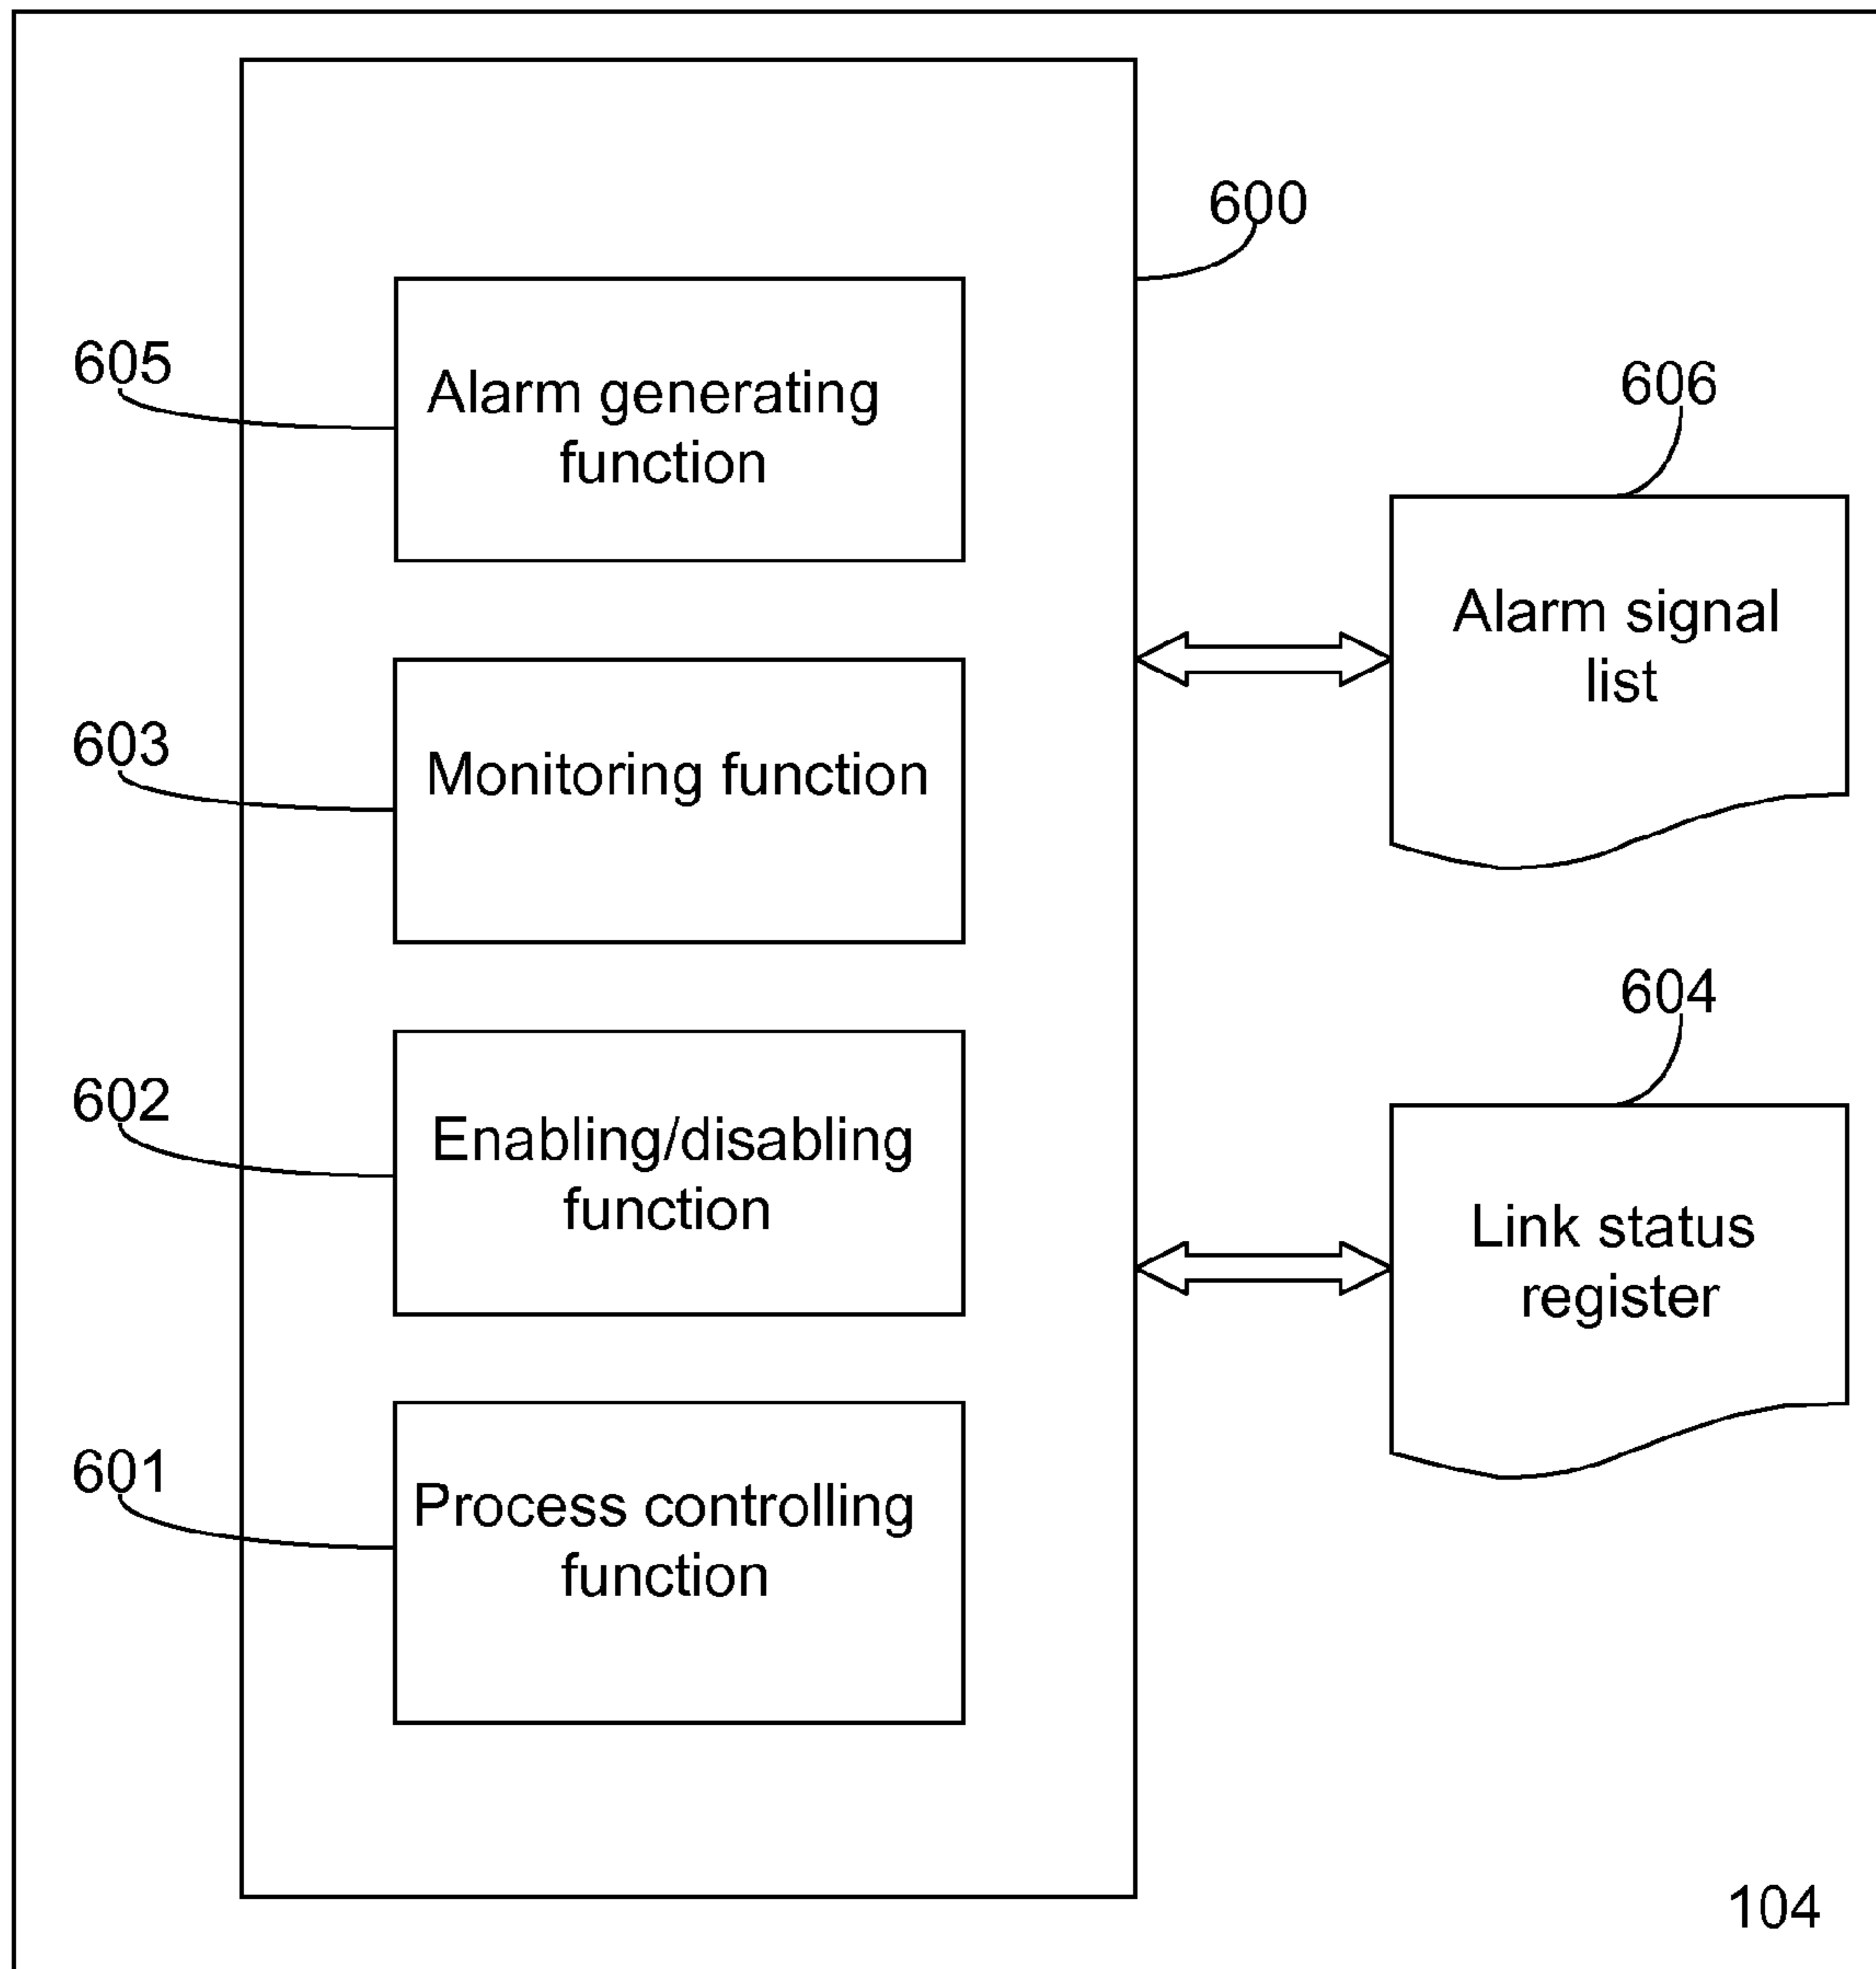 600
605
Alarm generating
function
606
Alarm signal
list
603
Monitoring function
604
602
Enabling/disabling
function
Link status
register
601
Process controlling
function
104